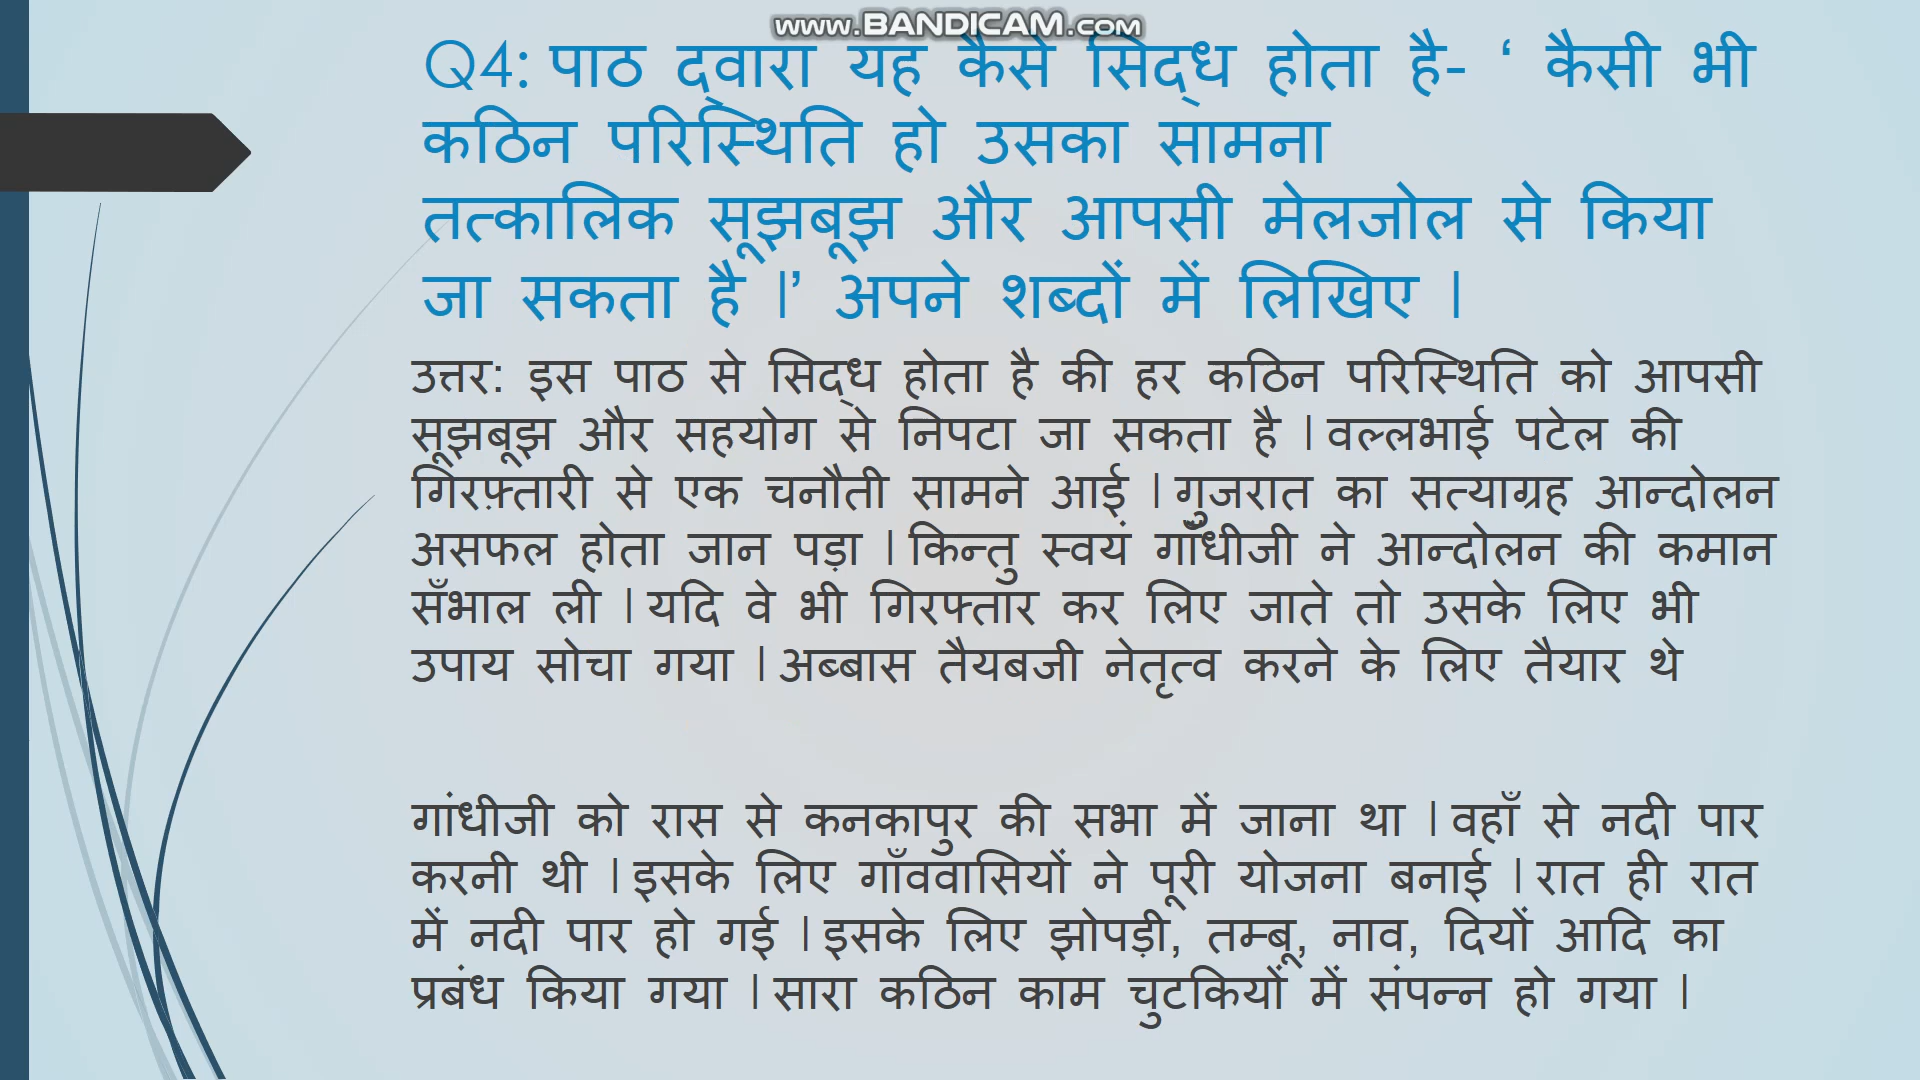 www.BANDICAM.com
Q4: पाठ द्वारा यह कैसे सिद्ध होता है- ‘ कैसी भी
कठिन परिस्थिति हो उसका सामना
तत्कालिक सूझबूझ और आपसी मेलजोल से किया
जा सकता है ।’ अपने शब्दों में लिखिए ।
उत्तर: इस पाठ से सिद्ध होता है की हर कठिन परिस्थिति को आपसी
सूझबूझ और सहयोग से निपटा जा सकता है । वल्लभाई पटेल की
गिरफ़्तारी से एक चनौती सामने आई । गुजरात का सत्याग्रह आन्दोलन
असफल होता जान पड़ा । किन्तु स्वयं गाँधीजी ने आन्दोलन की कमान
सँभाल ली । यदि वे भी गिरफ्तार कर लिए जाते तो उसके लिए भी
उपाय सोचा गया । अब्बास तैयबजी नेतृत्व करने के लिए तैयार थे
गांधीजी को रास से कनकापुर की सभा में जाना था । वहाँ से नदी पार
करनी थी । इसके लिए गाँववासियों ने पूरी योजना बनाई । रात ही रात
में नदी पार हो गई । इसके लिए झोपड़ी, तम्बू, नाव, दियों आदि का
प्रबंध किया गया । सारा कठिन काम चुटकियों में संपन्न हो गया ।